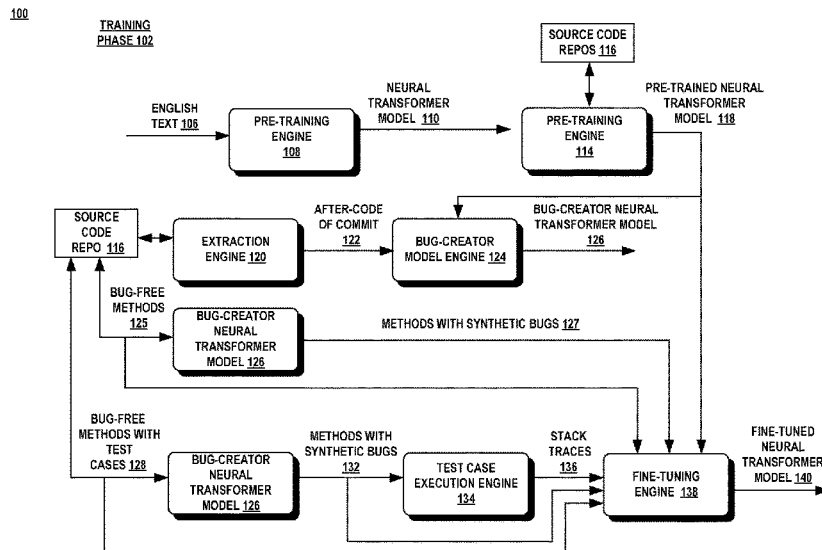 100
TRAINING
PHASE 102
SOURCE CODE
REPOS 116
ENGLISH
TEXT 106
PRE-TRAINING
ENGINE
108
NEURAL
TRANSFORMER
MODEL 110
PRE-TRAINING
ENGINE
114
PRE-TRAINED NEURAL
TRANSFORMER
MODEL 118
SOURCE
CODE
REPO 116
EXTRACTION
ENGINE 120
AFTER-CODE
OF COMMIT
122
BUG-CREATOR
MODEL ENGINE 124
BUG-CREATOR NEURAL
TRANSFORMER MODEL
126
BUG-FREE
METHODS
125
BUG-CREATOR
NEURAL
TRANSFORMER
MODEL 126
METHODS WITH SYNTHETIC BUGS 127
BUG-FREE
METHODS WITH
TEST
CASES 128
BUG-CREATOR
NEURAL
TRANSFORMER
MODEL 126
METHODS WITH
SYNTHETIC BUGS
132
TEST CASE
EXECUTION ENGINE
134
STACK
TRACES
136
FINE-TUNING
ENGINE 138
FINE-TUNED
NEURAL
TRANSFORMER
MODEL 140